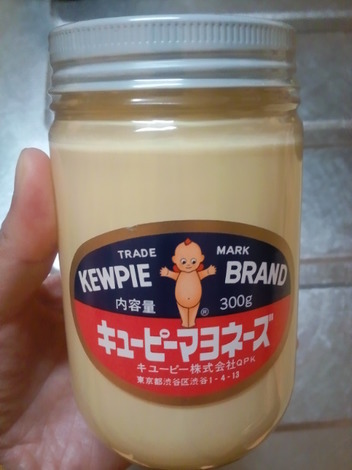 TRADE MARK
KEWPIE BRAND
内容量 300g
®
キューピーマヨネーズ
キユーピー株式会社QPK
東京都渋谷区渋谷1-4-13